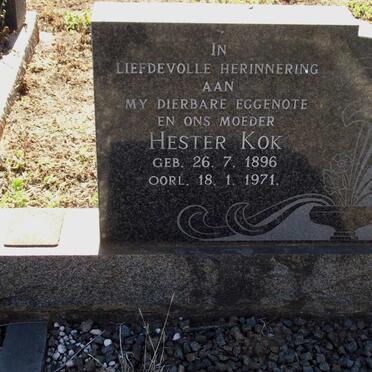 IN
LIEFDEVOLLE HERINNERING
AAN
MY DIERBARE EGGENOTE
EN ONS MOEDER
HESTER KOK
GEB. 26. 7. 1896
OORL. 18. 1. 1971.